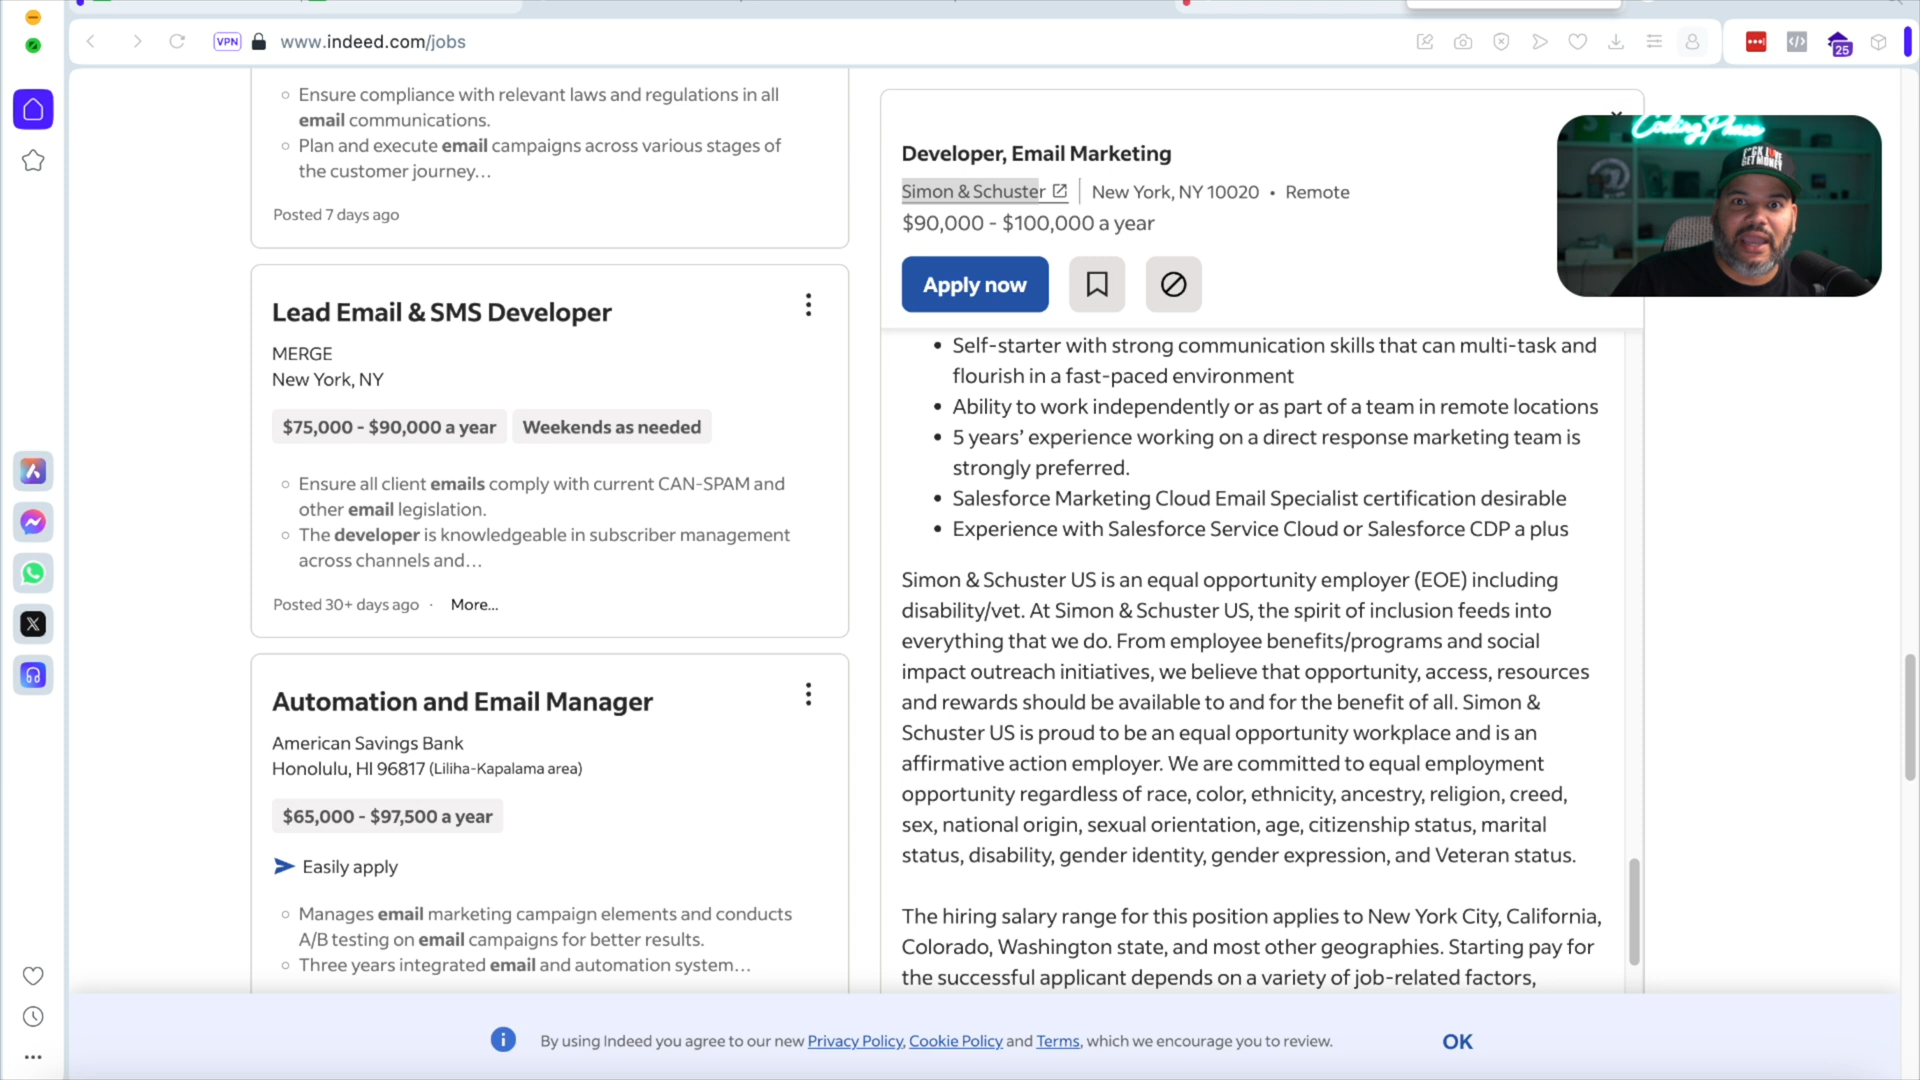 VPN
www.indeed.com/jobs
25
Ensure compliance with relevant laws and regulations in all
email communications.
Plan and execute email campaigns across various stages of
the customer journey…
Posted 7 days ago
Lead Email & SMS Developer
MERGE
New York, NY
$75,000 - $90,000 a year
Weekends as needed
Ensure all client emails comply with current CAN-SPAM and
other email legislation.
The developer is knowledgeable in subscriber management
across channels and…
Posted 30+ days ago · More...
Automation and Email Manager
American Savings Bank
Honolulu, HI 96817 (Liliha-Kapalama area)
$65,000 - $97,500 a year
Easily apply
Manages email marketing campaign elements and conducts
A/B testing on email campaigns for better results.
Three years integrated email and automation system…
Developer, Email Marketing
Simon & Schuster | New York, NY 10020 • Remote
$90,000 - $100,000 a year
Apply now
Self-starter with strong communication skills that can multi-task and
flourish in a fast-paced environment
Ability to work independently or as part of a team in remote locations
5 years’ experience working on a direct response marketing team is
strongly preferred.
Salesforce Marketing Cloud Email Specialist certification desirable
Experience with Salesforce Service Cloud or Salesforce CDP a plus
Simon & Schuster US is an equal opportunity employer (EOE) including
disability/vet. At Simon & Schuster US, the spirit of inclusion feeds into
everything that we do. From employee benefits/programs and social
impact outreach initiatives, we believe that opportunity, access, resources
and rewards should be available to and for the benefit of all. Simon &
Schuster US is proud to be an equal opportunity workplace and is an
affirmative action employer. We are committed to equal employment
opportunity regardless of race, color, ethnicity, ancestry, religion, creed,
sex, national origin, sexual orientation, age, citizenship status, marital
status, disability, gender identity, gender expression, and Veteran status.
The hiring salary range for this position applies to New York City, California,
Colorado, Washington state, and most other geographies. Starting pay for
the successful applicant depends on a variety of job-related factors,
Coding Phase
F*CK LOVE
GET MONEY
By using Indeed you agree to our new Privacy Policy, Cookie Policy and Terms, which we encourage you to review.
OK